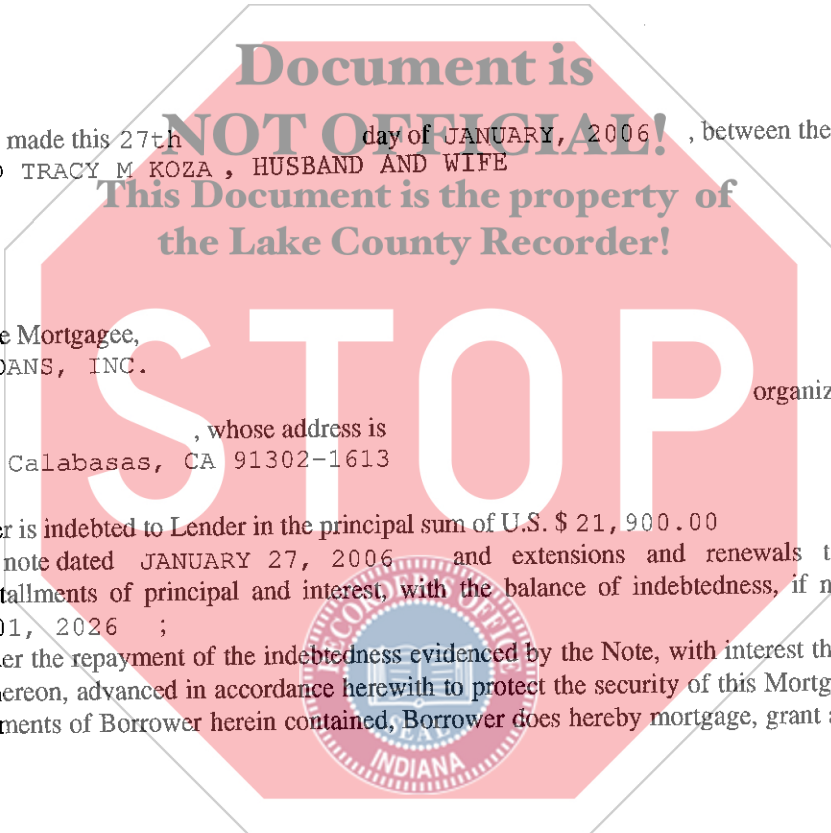 Document is
NOT OFFICIAL!
made this 27th day of JANUARY, 2006 , between the
TRACY M KOZA , HUSBAND AND WIFE
This Document is the property of
the Lake County Recorder!
STOP
e Mortgagee,
OANS, INC.
organiz
, whose address is
Calabasas, CA 91302-1613
er is indebted to Lender in the principal sum of U.S. $ 21,900.00
note dated JANUARY 27, 2006 and extensions and renewals t
tallments of principal and interest, with the balance of indebtedness, if n
01, 2026 ;
er the repayment of the indebtedness evidenced by the Note, with interest th
hereon, advanced in accordance herewith to protect the security of this Mortg
ments of Borrower herein contained, Borrower does hereby mortgage, grant a
RECORDER'S OFFICE
SEAL
INDIANA